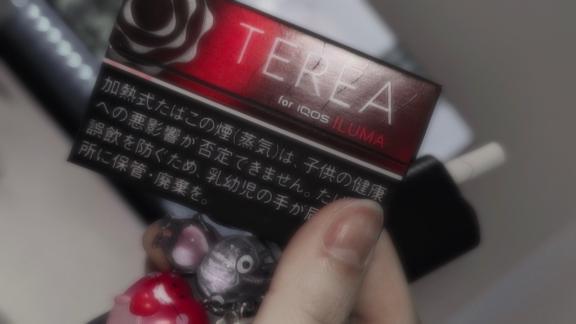 TEREA
for IQOS ILUMA
加熱式たばこの煙(蒸気)は、子供の健康
への悪影響が否定できません。た
誤飲を防ぐため、乳幼児の手が届
所に保管・廃棄を。